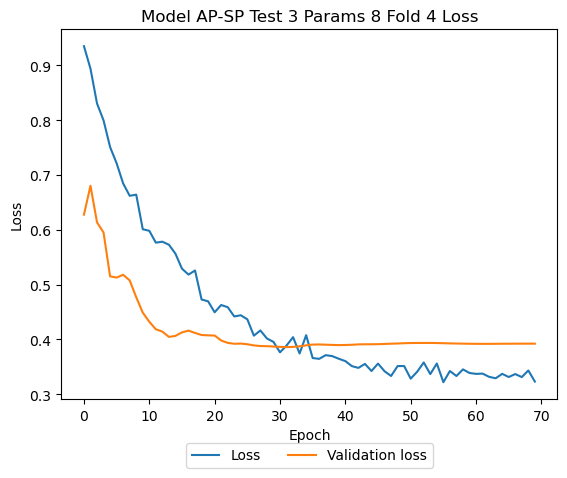 Model AP-SP Test 3 Params 8 Fold 4 Loss
0.9
0.8
0.7
0.6
0.5
0.4
0.3
Loss
0 10 20 30 40 50 60 70
Epoch
Loss Validation loss